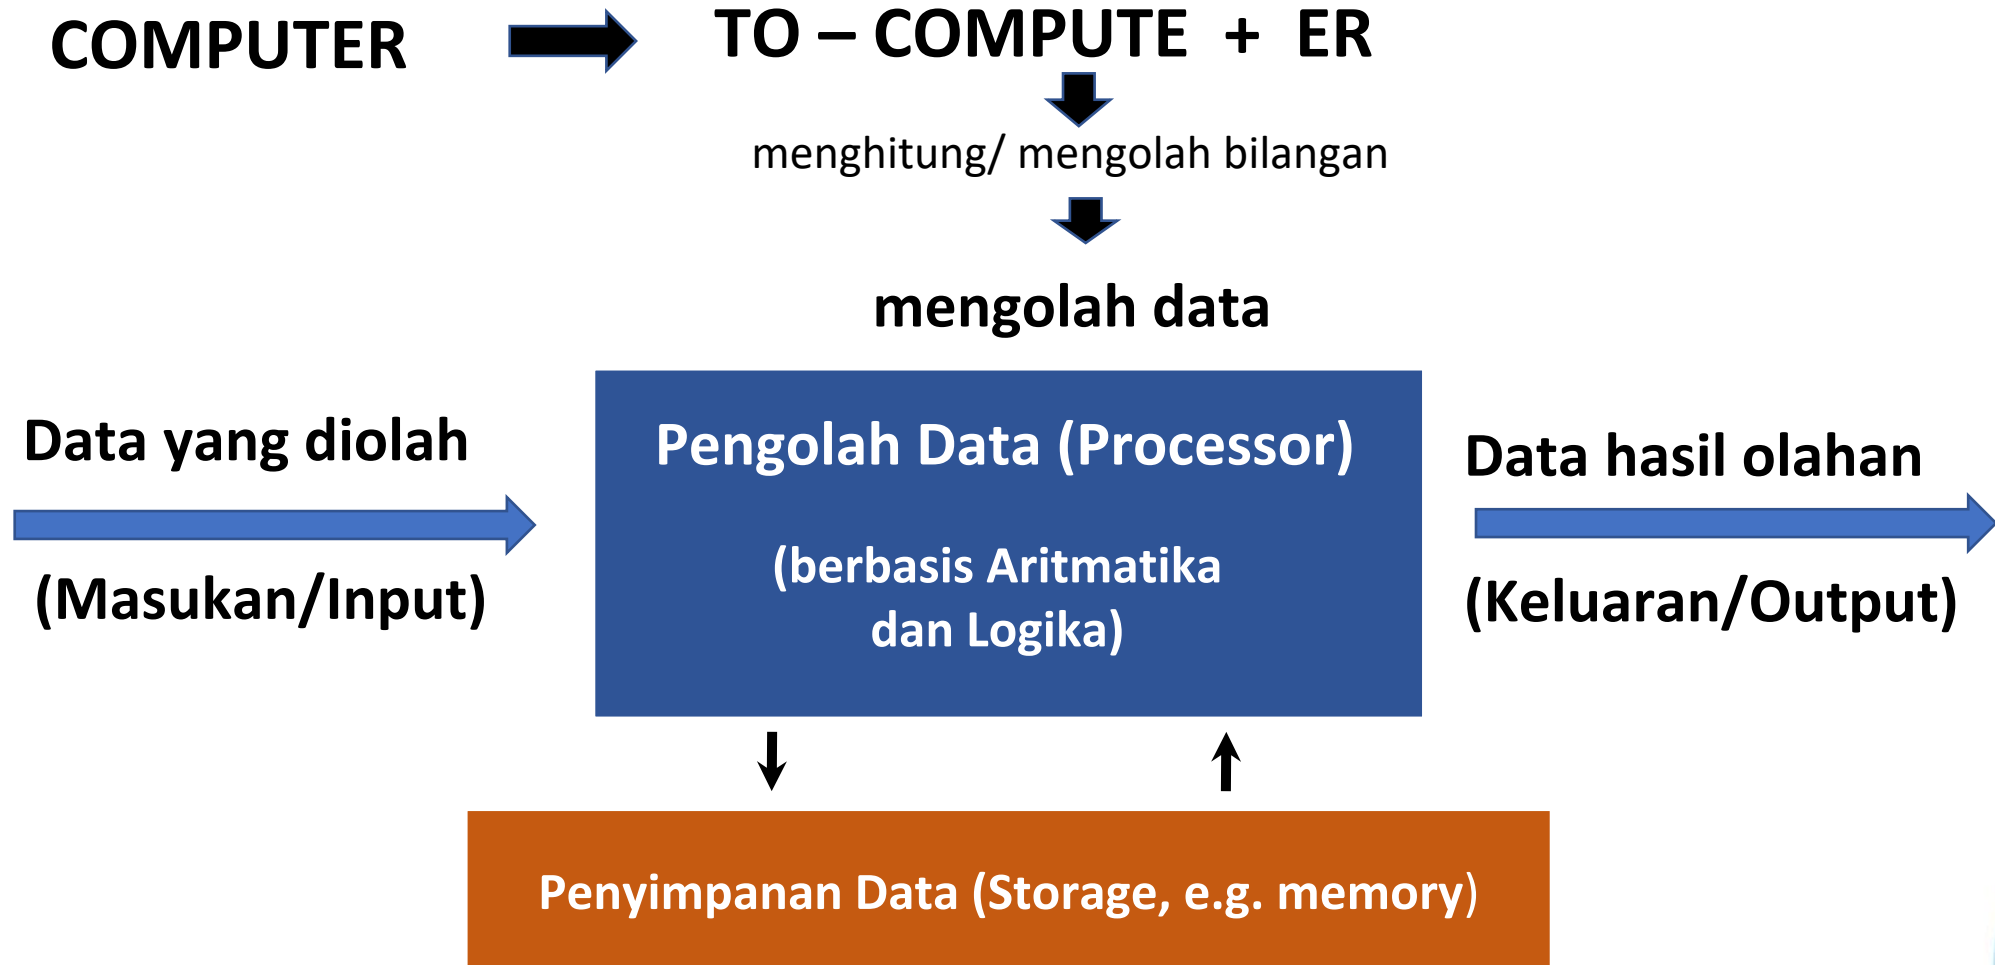 COMPUTER
TO – COMPUTE + ER
menghitung/ mengolah bilangan
mengolah data
Data yang diolah
(Masukan/Input)
Pengolah Data (Processor)
(berbasis Aritmatika
dan Logika)
Data hasil olahan
(Keluaran/Output)
Penyimpanan Data (Storage, e.g. memory)